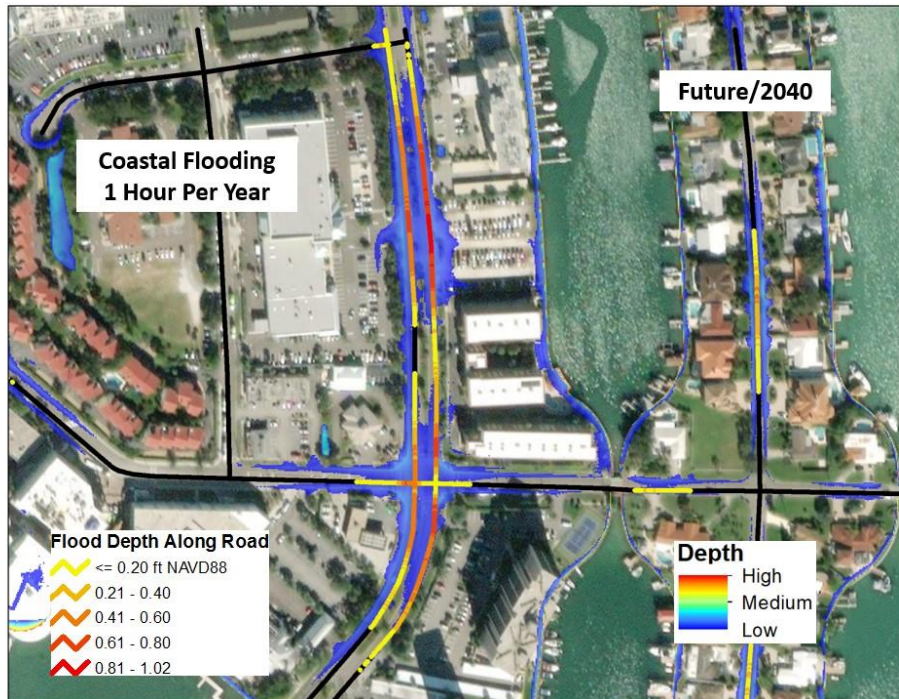 Future/2040
Coastal Flooding
1 Hour Per Year
Flood Depth Along Road
<= 0.20 ft NAVD88
0.21 - 0.40
0.41 - 0.60
0.61 - 0.80
0.81 - 1.02
Depth
High
Medium
Low